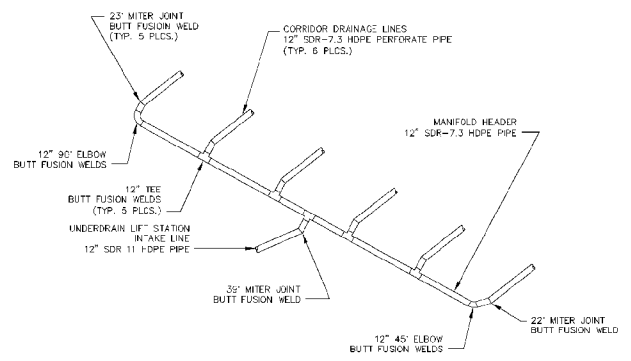 23° MITER JOINT
BUTT FUSIOIN WELD
(TYP. 5 PLCS.)
CORRIDOR DRAINAGE LINES
12" SDR-7.3 HDPE PERFORATE PIPE
(TYP. 6 PLCS.)
MANIFOLD HEADER
12" SDR-7.3 HDPE PIPE
12" 90° ELBOW
BUTT FUSION WELDS
12" TEE
BUTT FUSION WELDS
(TYP. 5 PLCS.)
UNDERDRAIN LIFT STATION
INTAKE LINE
12" SDR 11 HDPE PIPE
39° MITER JOINT
BUTT FUSION WELD
22° MITER JOINT
BUTT FUSION WELD
12" 45° ELBOW
BUTT FUSION WELDS